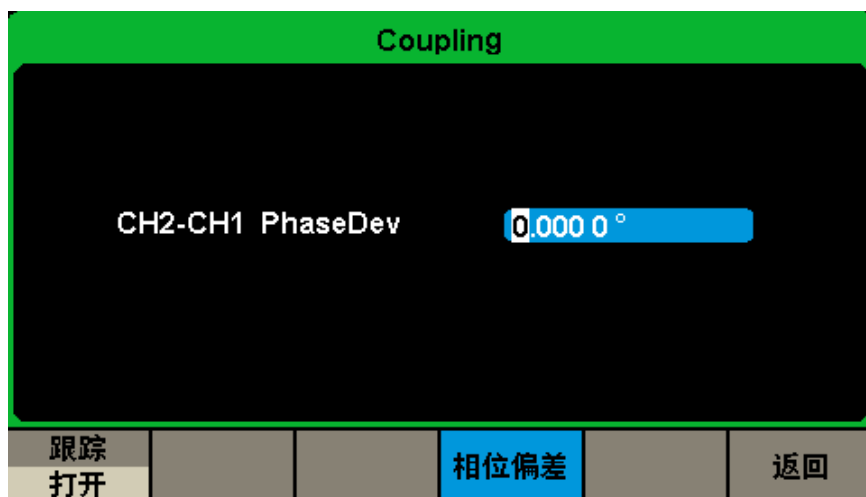 Coupling
CH2-CH1 PhaseDev 0.000 0 °
跟踪
打开
相位偏差
返回